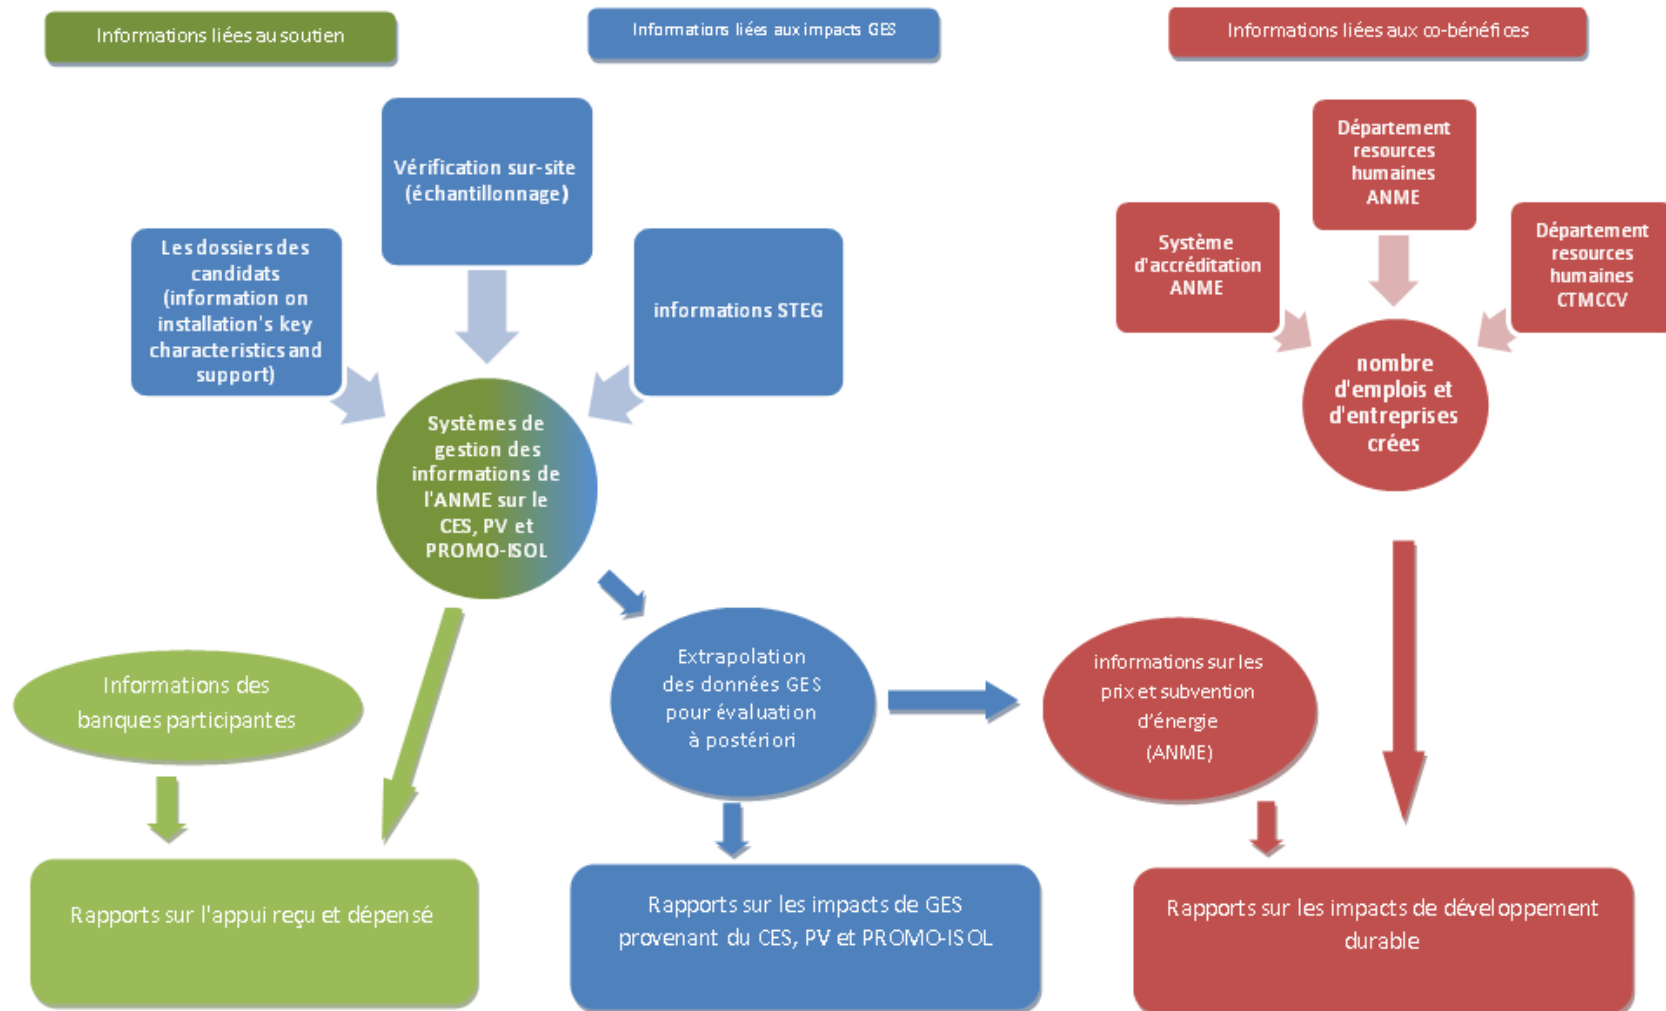 Informations liées au soutien
Informations liées aux impacts GES
Informations liées aux co-bénéfices
Vérification sur-site
(échantillonnage)
Les dossiers des
candidats
(information on
installation's key
characteristics and
support)
informations STEG
Systèmes de
gestion des
informations de
l'ANME sur le
CES, PV et
PROMO-ISOL
Département
resources
humaines
ANME
Système
d'accréditation
ANME
Département
resources
humaines
CTMCCV
nombre
d'emplois et
d'entreprises
crées
Informations des
banques participantes
Extrapolation
des données GES
pour évaluation
à postériori
informations sur les
prix et subvention
d'énergie
(ANME)
Rapports sur l'appui reçu et dépensé
Rapports sur les impacts de GES
provenant du CES, PV et PROMO-ISOL
Rapports sur les impacts de développement
durable